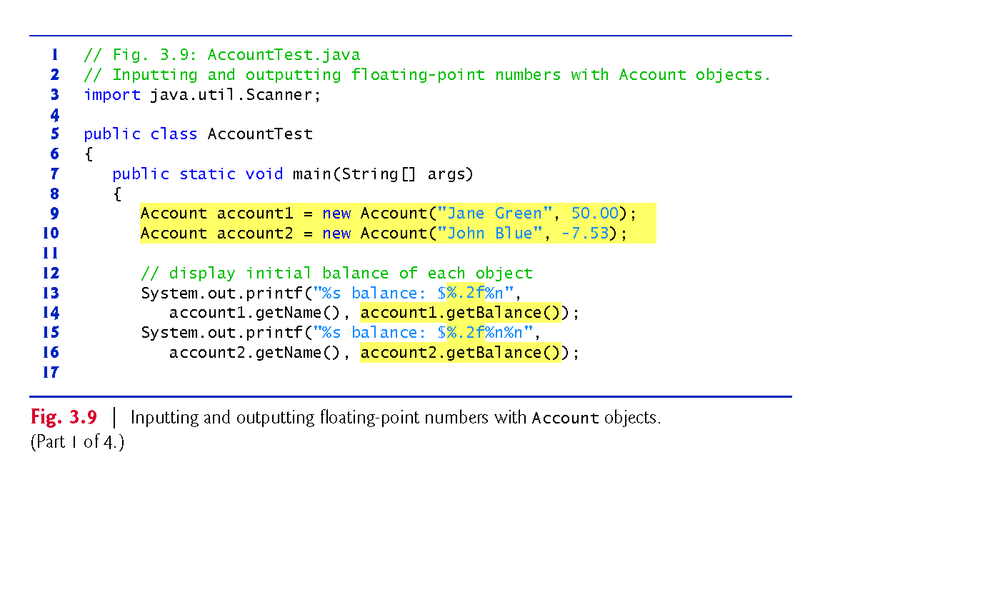 1 // Fig. 3.9: AccountTest.java
2 // Inputting and outputting floating-point numbers with Account objects.
3 import java.util.Scanner;
4
5 public class AccountTest
6 {
7    public static void main(String[] args)
8    {
9       Account account1 = new Account("Jane Green", 50.00);
10       Account account2 = new Account("John Blue", -7.53);
11
12       // display initial balance of each object
13       System.out.printf("%s balance: $%.2f%n",
14          account1.getName(), account1.getBalance());
15       System.out.printf("%s balance: $%.2f%n%n",
16          account2.getName(), account2.getBalance());
17
Fig. 3.9 | Inputting and outputting floating-point numbers with Account objects.
(Part 1 of 4.)